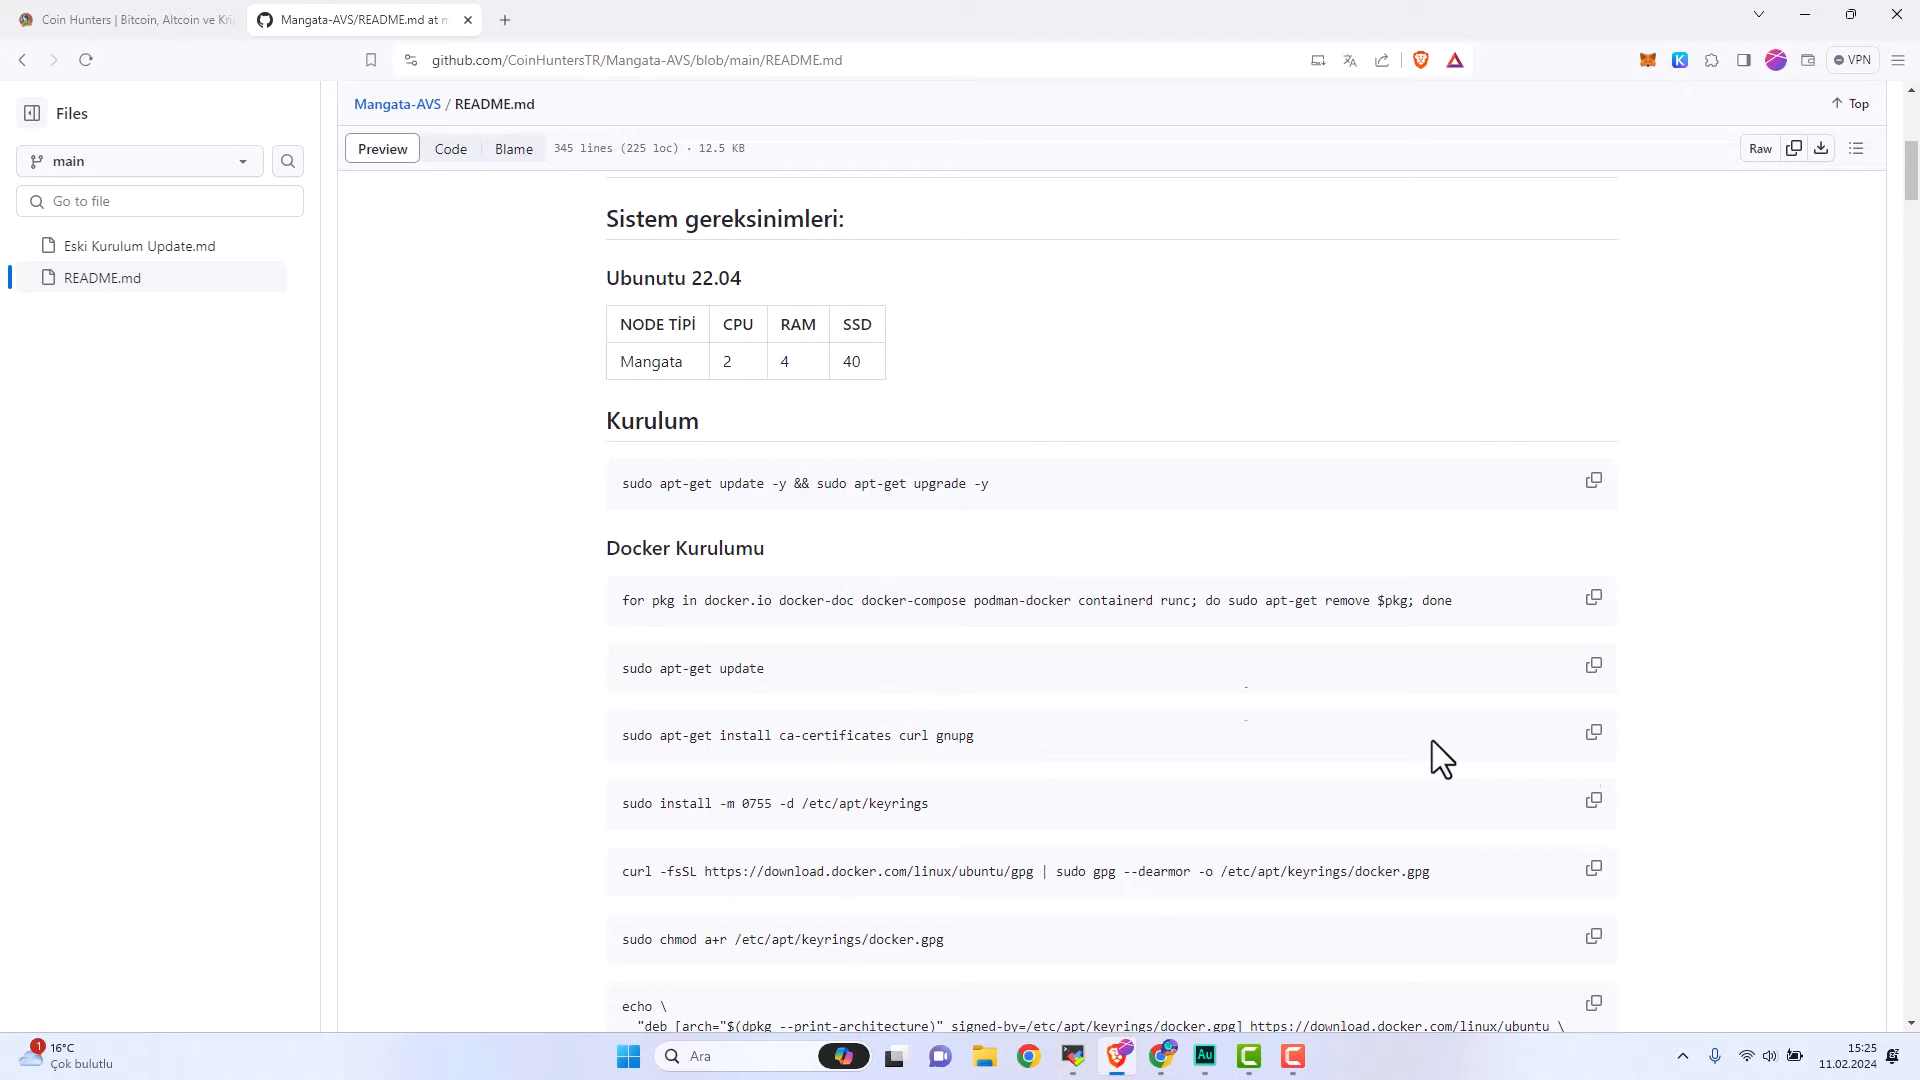 Coin Hunters | Bitcoin, Altcoin ve Kri
Mangata-AVS/README.md at m
github.com/CoinHuntersTR/Mangata-AVS/blob/main/README.md
VPN
Files
main
Go to file
Eski Kurulum Update.md
README.md
Mangata-AVS / README.md
Top
Preview
Code
Blame
345 lines (225 loc) · 12.5 KB
Raw
Sistem gereksinimleri:
Ubunutu 22.04
NODE TİPİ CPU RAM SSD
Mangata 2 4 40
Kurulum
sudo apt-get update -y && sudo apt-get upgrade -y
Docker Kurulumu
for pkg in docker.io docker-doc docker-compose podman-docker containerd runc; do sudo apt-get remove $pkg; done
sudo apt-get update
sudo apt-get install ca-certificates curl gnupg
sudo install -m 0755 -d /etc/apt/keyrings
curl -fsSL https://download.docker.com/linux/ubuntu/gpg | sudo gpg --dearmor -o /etc/apt/keyrings/docker.gpg
sudo chmod a+r /etc/apt/keyrings/docker.gpg
echo \
"deb [arch="$(dpkg --print-architecture)" signed-by=/etc/apt/keyrings/docker.gpg] https://download.docker.com/linux/ubuntu \
1
16°C
Çok bulutlu
Ara
Au
15:25
11.02.2024